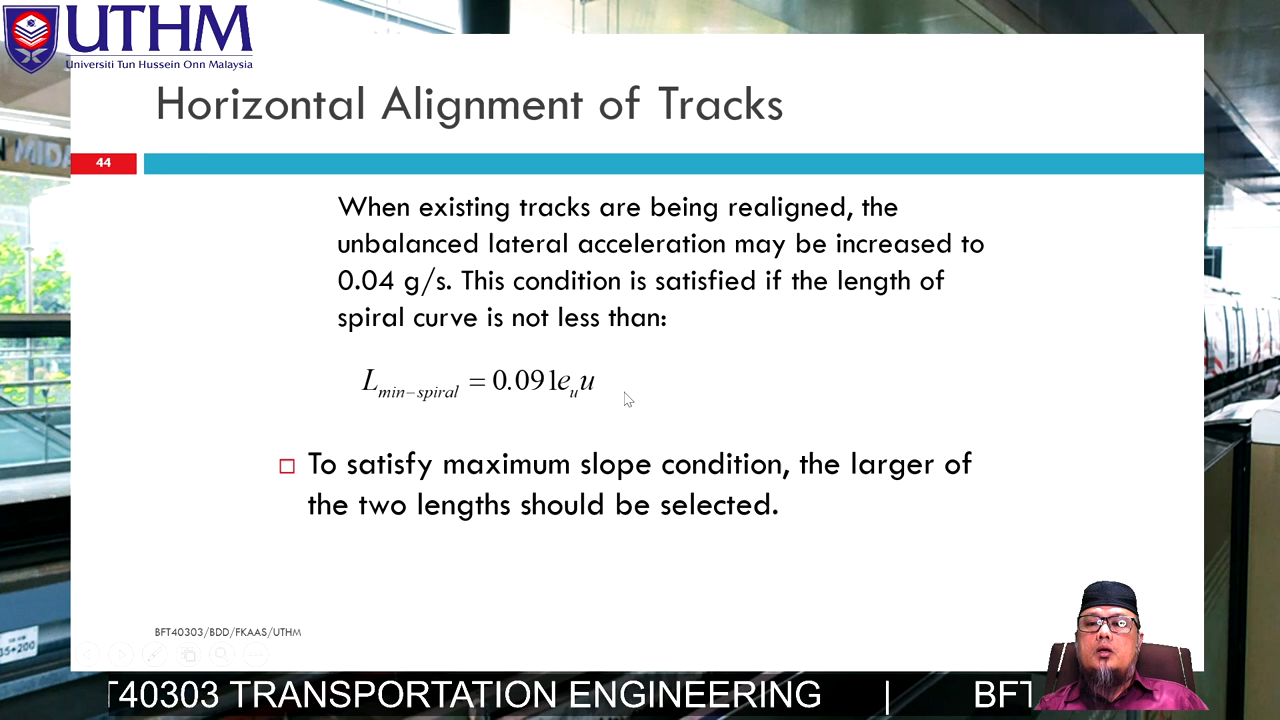 UTHM
Universiti Tun Hussein Onn Malaysia
Horizontal Alignment of Tracks
44
When existing tracks are being realigned, the
unbalanced lateral acceleration may be increased to
0.04 g/s. This condition is satisfied if the length of
spiral curve is not less than:
L_{min-spiral} = 0.091e_u u
□ To satisfy maximum slope condition, the larger of
the two lengths should be selected.
BFT40303/BDD/FKAAS/UTHM
T40303 TRANSPORTATION ENGINEERING | BFT